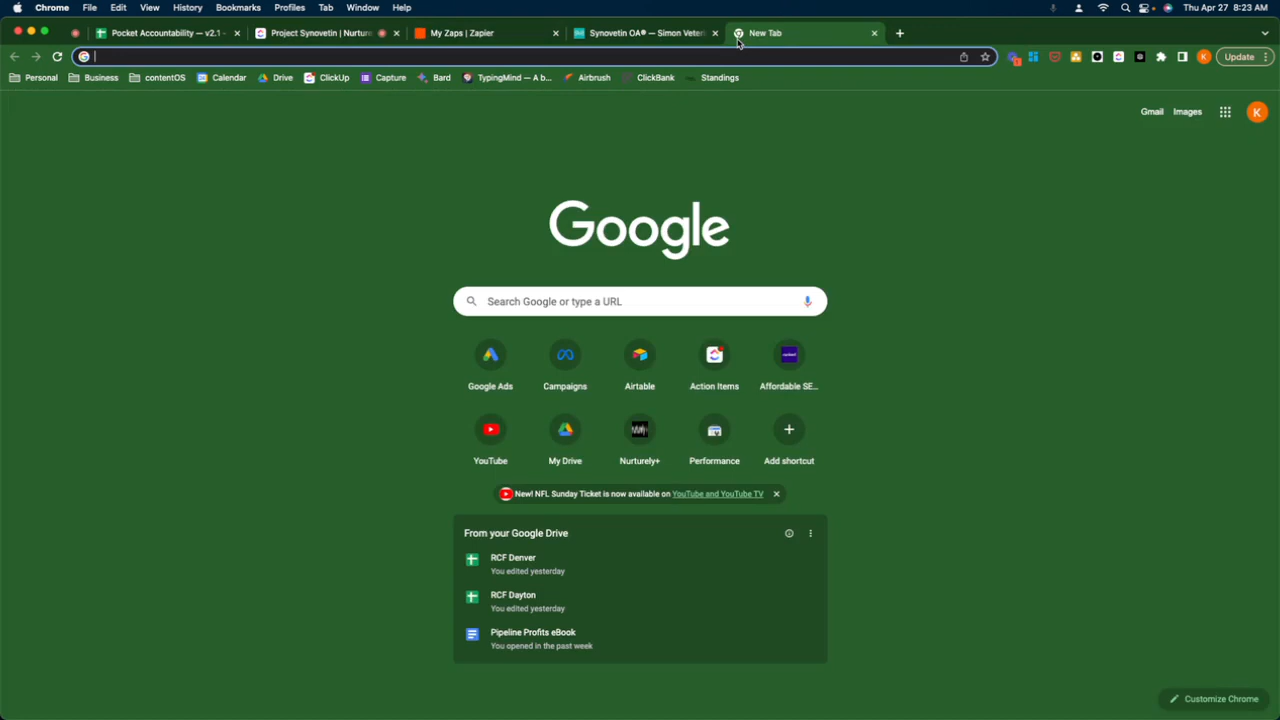 Chrome File Edit View History Bookmarks Profiles Tab Window Help Thu Apr 27 8:23 AM
Pocket Accountability — v2.1 - Project Synovetin | Nurture My Zaps | Zapier Synovetin OA® — Simon Veteri New Tab
Update
Personal Business contentOS Calendar Drive ClickUp Capture Bard TypingMind — A b... Airbrush ClickBank Standings
Gmail Images K
Google
Search Google or type a URL
Google Ads Campaigns Airtable Action Items Affordable SE...
YouTube My Drive Nurturely+ Performance Add shortcut
New! NFL Sunday Ticket is now available on YouTube and YouTube TV
From your Google Drive
RCF Denver
You edited yesterday
RCF Dayton
You edited yesterday
Pipeline Profits eBook
You opened in the past week
Customize Chrome